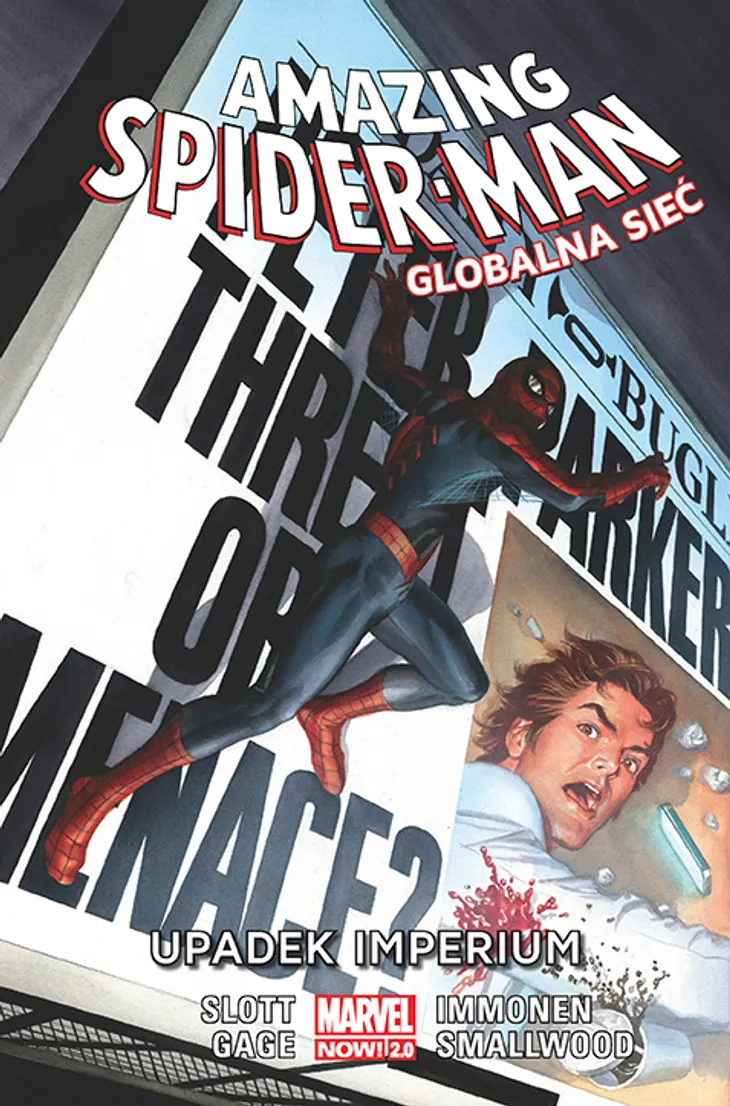 AMAZING
SPIDER-MAN
GLOBALNA SIEĆ
BUGL
PARKER
THREAT
OR
MENACE?
UPADEK IMPERIUM
SLOTT
GAGE
MARVEL
NOW! 2.0
IMMONEN
SMALLWOOD